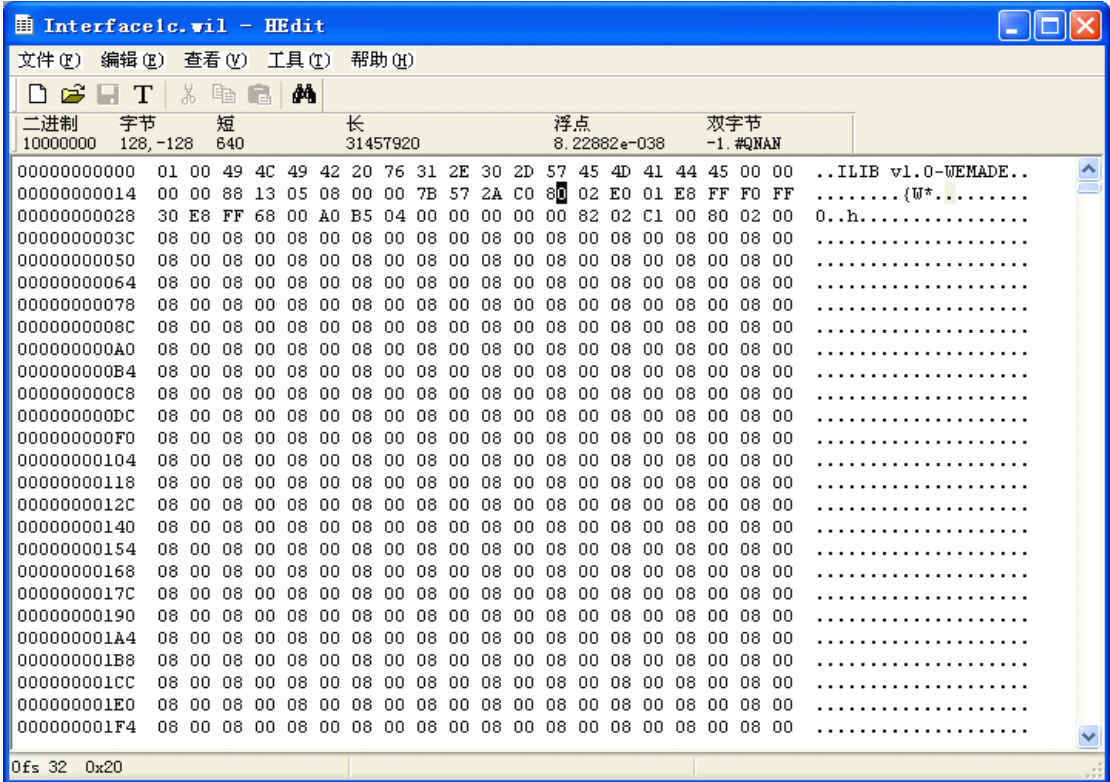 Interface1c.wil - HEdit
文件(F) 编辑(E) 查看(V) 工具(T) 帮助(H)
T
二进制 字节 短 长 浮点 双字节
10000000 128,-128 640 31457920 8.22882e-038 -1.#QNAN
00000000000 01 00 49 4C 49 42 20 76 31 2E 30 2D 57 45 4D 41 44 45 00 00 ..ILIB v1.0-WEMADE..
00000000014 00 00 88 13 05 08 00 10 7B 57 2A C0 80 02 E0 01 E8 FF F0 FF ........{W*.........
00000000028 30 E8 FF 68 00 A0 B5 04 00 00 00 00 00 82 02 C1 00 80 02 00 0..h................
0000000003C 08 00 08 00 08 00 08 00 08 00 08 00 08 00 08 00 08 00 08 00 ....................
00000000050 08 00 08 00 08 00 08 00 08 00 08 00 08 00 08 00 08 00 08 00 ....................
00000000064 08 00 08 00 08 00 08 00 08 00 08 00 08 00 08 00 08 00 08 00 ....................
00000000078 08 00 08 00 08 00 08 00 08 00 08 00 08 00 08 00 08 00 08 00 ....................
0000000008C 08 00 08 00 08 00 08 00 08 00 08 00 08 00 08 00 08 00 08 00 ....................
000000000A0 08 00 08 00 08 00 08 00 08 00 08 00 08 00 08 00 08 00 08 00 ....................
000000000B4 08 00 08 00 08 00 08 00 08 00 08 00 08 00 08 00 08 00 08 00 ....................
000000000C8 08 00 08 00 08 00 08 00 08 00 08 00 08 00 08 00 08 00 08 00 ....................
000000000DC 08 00 08 00 08 00 08 00 08 00 08 00 08 00 08 00 08 00 08 00 ....................
000000000F0 08 00 08 00 08 00 08 00 08 00 08 00 08 00 08 00 08 00 08 00 ....................
00000000104 08 00 08 00 08 00 08 00 08 00 08 00 08 00 08 00 08 00 08 00 ....................
00000000118 08 00 08 00 08 00 08 00 08 00 08 00 08 00 08 00 08 00 08 00 ....................
0000000012C 08 00 08 00 08 00 08 00 08 00 08 00 08 00 08 00 08 00 08 00 ....................
00000000140 08 00 08 00 08 00 08 00 08 00 08 00 08 00 08 00 08 00 08 00 ....................
00000000154 08 00 08 00 08 00 08 00 08 00 08 00 08 00 08 00 08 00 08 00 ....................
00000000168 08 00 08 00 08 00 08 00 08 00 08 00 08 00 08 00 08 00 08 00 ....................
0000000017C 08 00 08 00 08 00 08 00 08 00 08 00 08 00 08 00 08 00 08 00 ....................
00000000190 08 00 08 00 08 00 08 00 08 00 08 00 08 00 08 00 08 00 08 00 ....................
000000001A4 08 00 08 00 08 00 08 00 08 00 08 00 08 00 08 00 08 00 08 00 ....................
000000001B8 08 00 08 00 08 00 08 00 08 00 08 00 08 00 08 00 08 00 08 00 ....................
000000001CC 08 00 08 00 08 00 08 00 08 00 08 00 08 00 08 00 08 00 08 00 ....................
000000001E0 08 00 08 00 08 00 08 00 08 00 08 00 08 00 08 00 08 00 08 00 ....................
000000001F4 08 00 08 00 08 00 08 00 08 00 08 00 08 00 08 00 08 00 08 00 ....................
Ofs 32 0x20